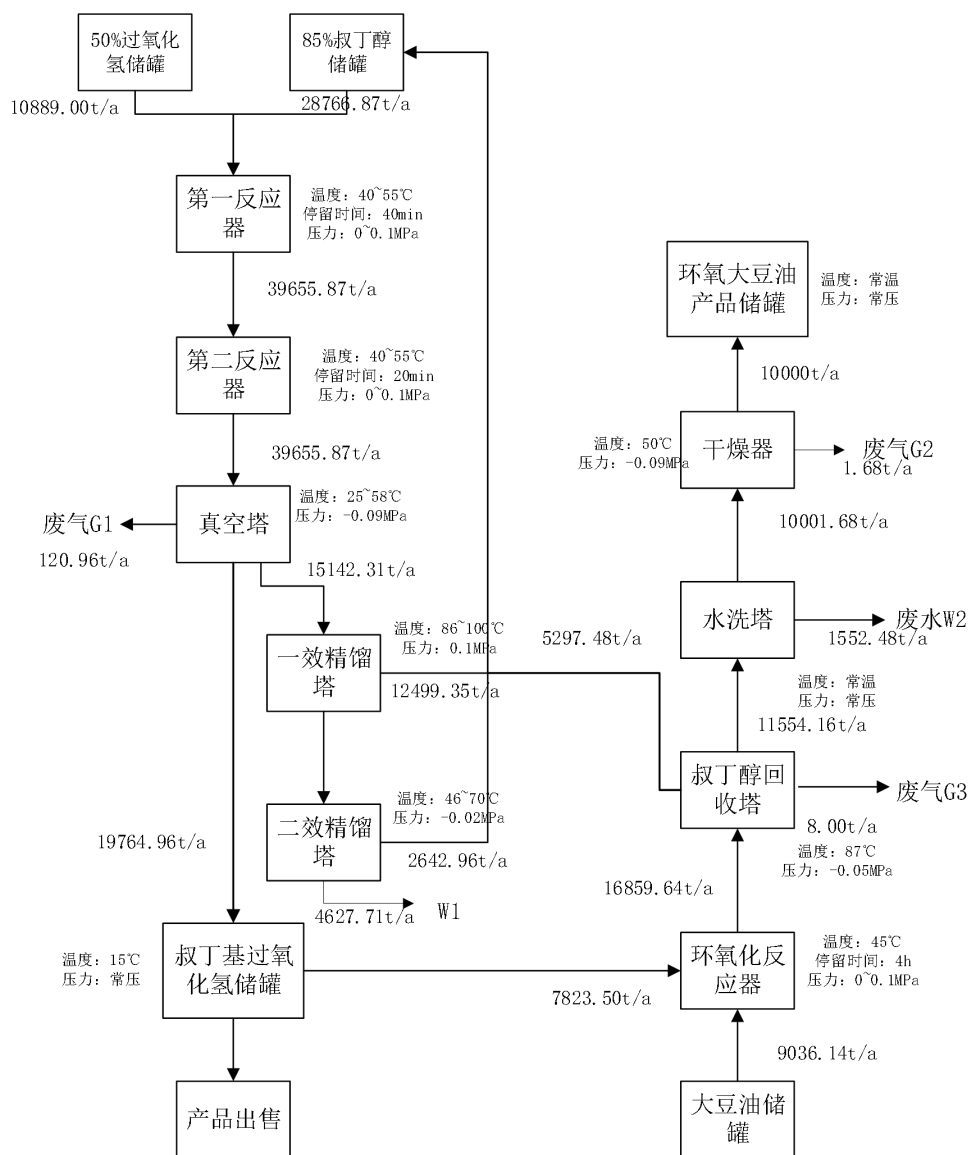 50%过氧化
氢储罐
85%叔丁醇
储罐
10889.00t/a
28766.87t/a
第一反应
器
温度：40~55℃
停留时间：40min
压力：0~0.1MPa
39655.87t/a
第二反应
器
温度：40~55℃
停留时间：20min
压力：0~0.1MPa
39655.87t/a
真空塔
温度：25~58℃
压力：-0.09MPa
废气G1
120.96t/a
15142.31t/a
一效精馏
塔
温度：86~100℃
压力：0.1MPa
12499.35t/a
5297.48t/a
二效精馏
塔
温度：46~70℃
压力：-0.02MPa
2642.96t/a
4627.71t/a
W1
19764.96t/a
叔丁基过氧
化氢储罐
温度：15℃
压力：常压
7823.50t/a
产品出售
环氧大豆油
产品储罐
温度：常温
压力：常压
10000t/a
干燥器
温度：50℃
压力：-0.09MPa
废气G2
1.68t/a
10001.68t/a
水洗塔
废水W2
1552.48t/a
温度：常温
压力：常压
11554.16t/a
叔丁醇回
收塔
废气G3
8.00t/a
温度：87℃
压力：-0.05MPa
16859.64t/a
环氧化反
应器
温度：45℃
停留时间：4h
压力：0~0.1MPa
9036.14t/a
大豆油储
罐